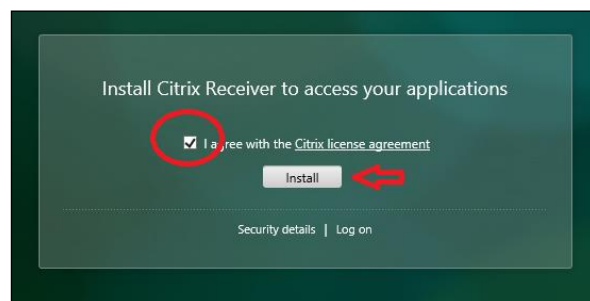 Install Citrix Receiver to access your applications
I agree with the Citrix license agreement
Install
Security details | Log on